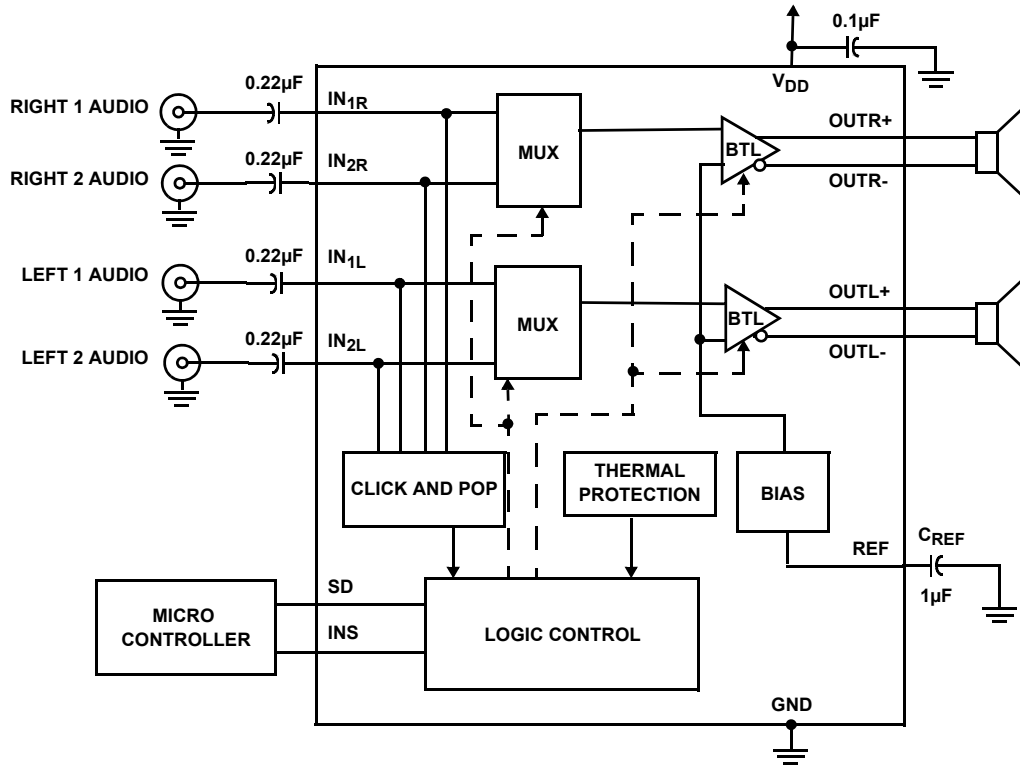 0.1µF
VDD
0.22µF
RIGHT 1 AUDIO
IN1R
OUTR+
MUX
BTL
0.22µF
RIGHT 2 AUDIO
IN2R
OUTR-
0.22µF
LEFT 1 AUDIO
IN1L
OUTL+
MUX
BTL
0.22µF
LEFT 2 AUDIO
IN2L
OUTL-
CLICK AND POP
THERMAL
PROTECTION
BIAS
REF
CREF
1µF
MICRO
CONTROLLER
SD
INS
LOGIC CONTROL
GND